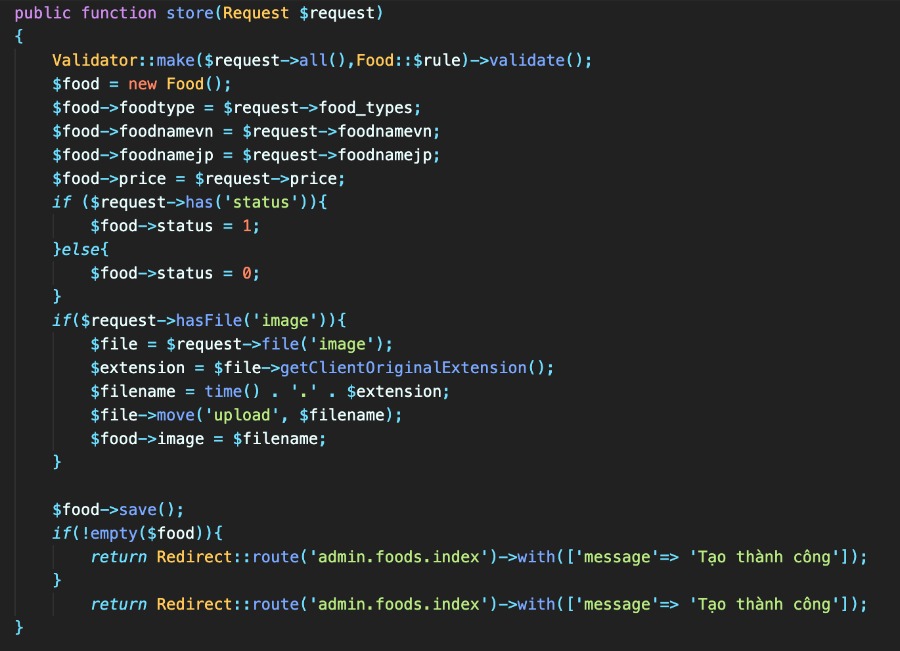 public function store(Request $request)
{
    Validator::make($request->all(),Food::$rule)->validate();
    $food = new Food();
    $food->foodtype = $request->food_types;
    $food->foodnamevn = $request->foodnamevn;
    $food->foodnamejp = $request->foodnamejp;
    $food->price = $request->price;
    if ($request->has('status')){
        $food->status = 1;
    }else{
        $food->status = 0;
    }
    if($request->hasFile('image')){
        $file = $request->file('image');
        $extension = $file->getClientOriginalExtension();
        $filename = time() . '.' . $extension;
        $file->move('upload', $filename);
        $food->image = $filename;
    }

    $food->save();
    if(!empty($food)){
        return Redirect::route('admin.foods.index')->with(['message'=> 'Tạo thành công']);
    }
        return Redirect::route('admin.foods.index')->with(['message'=> 'Tạo thành công']);
}